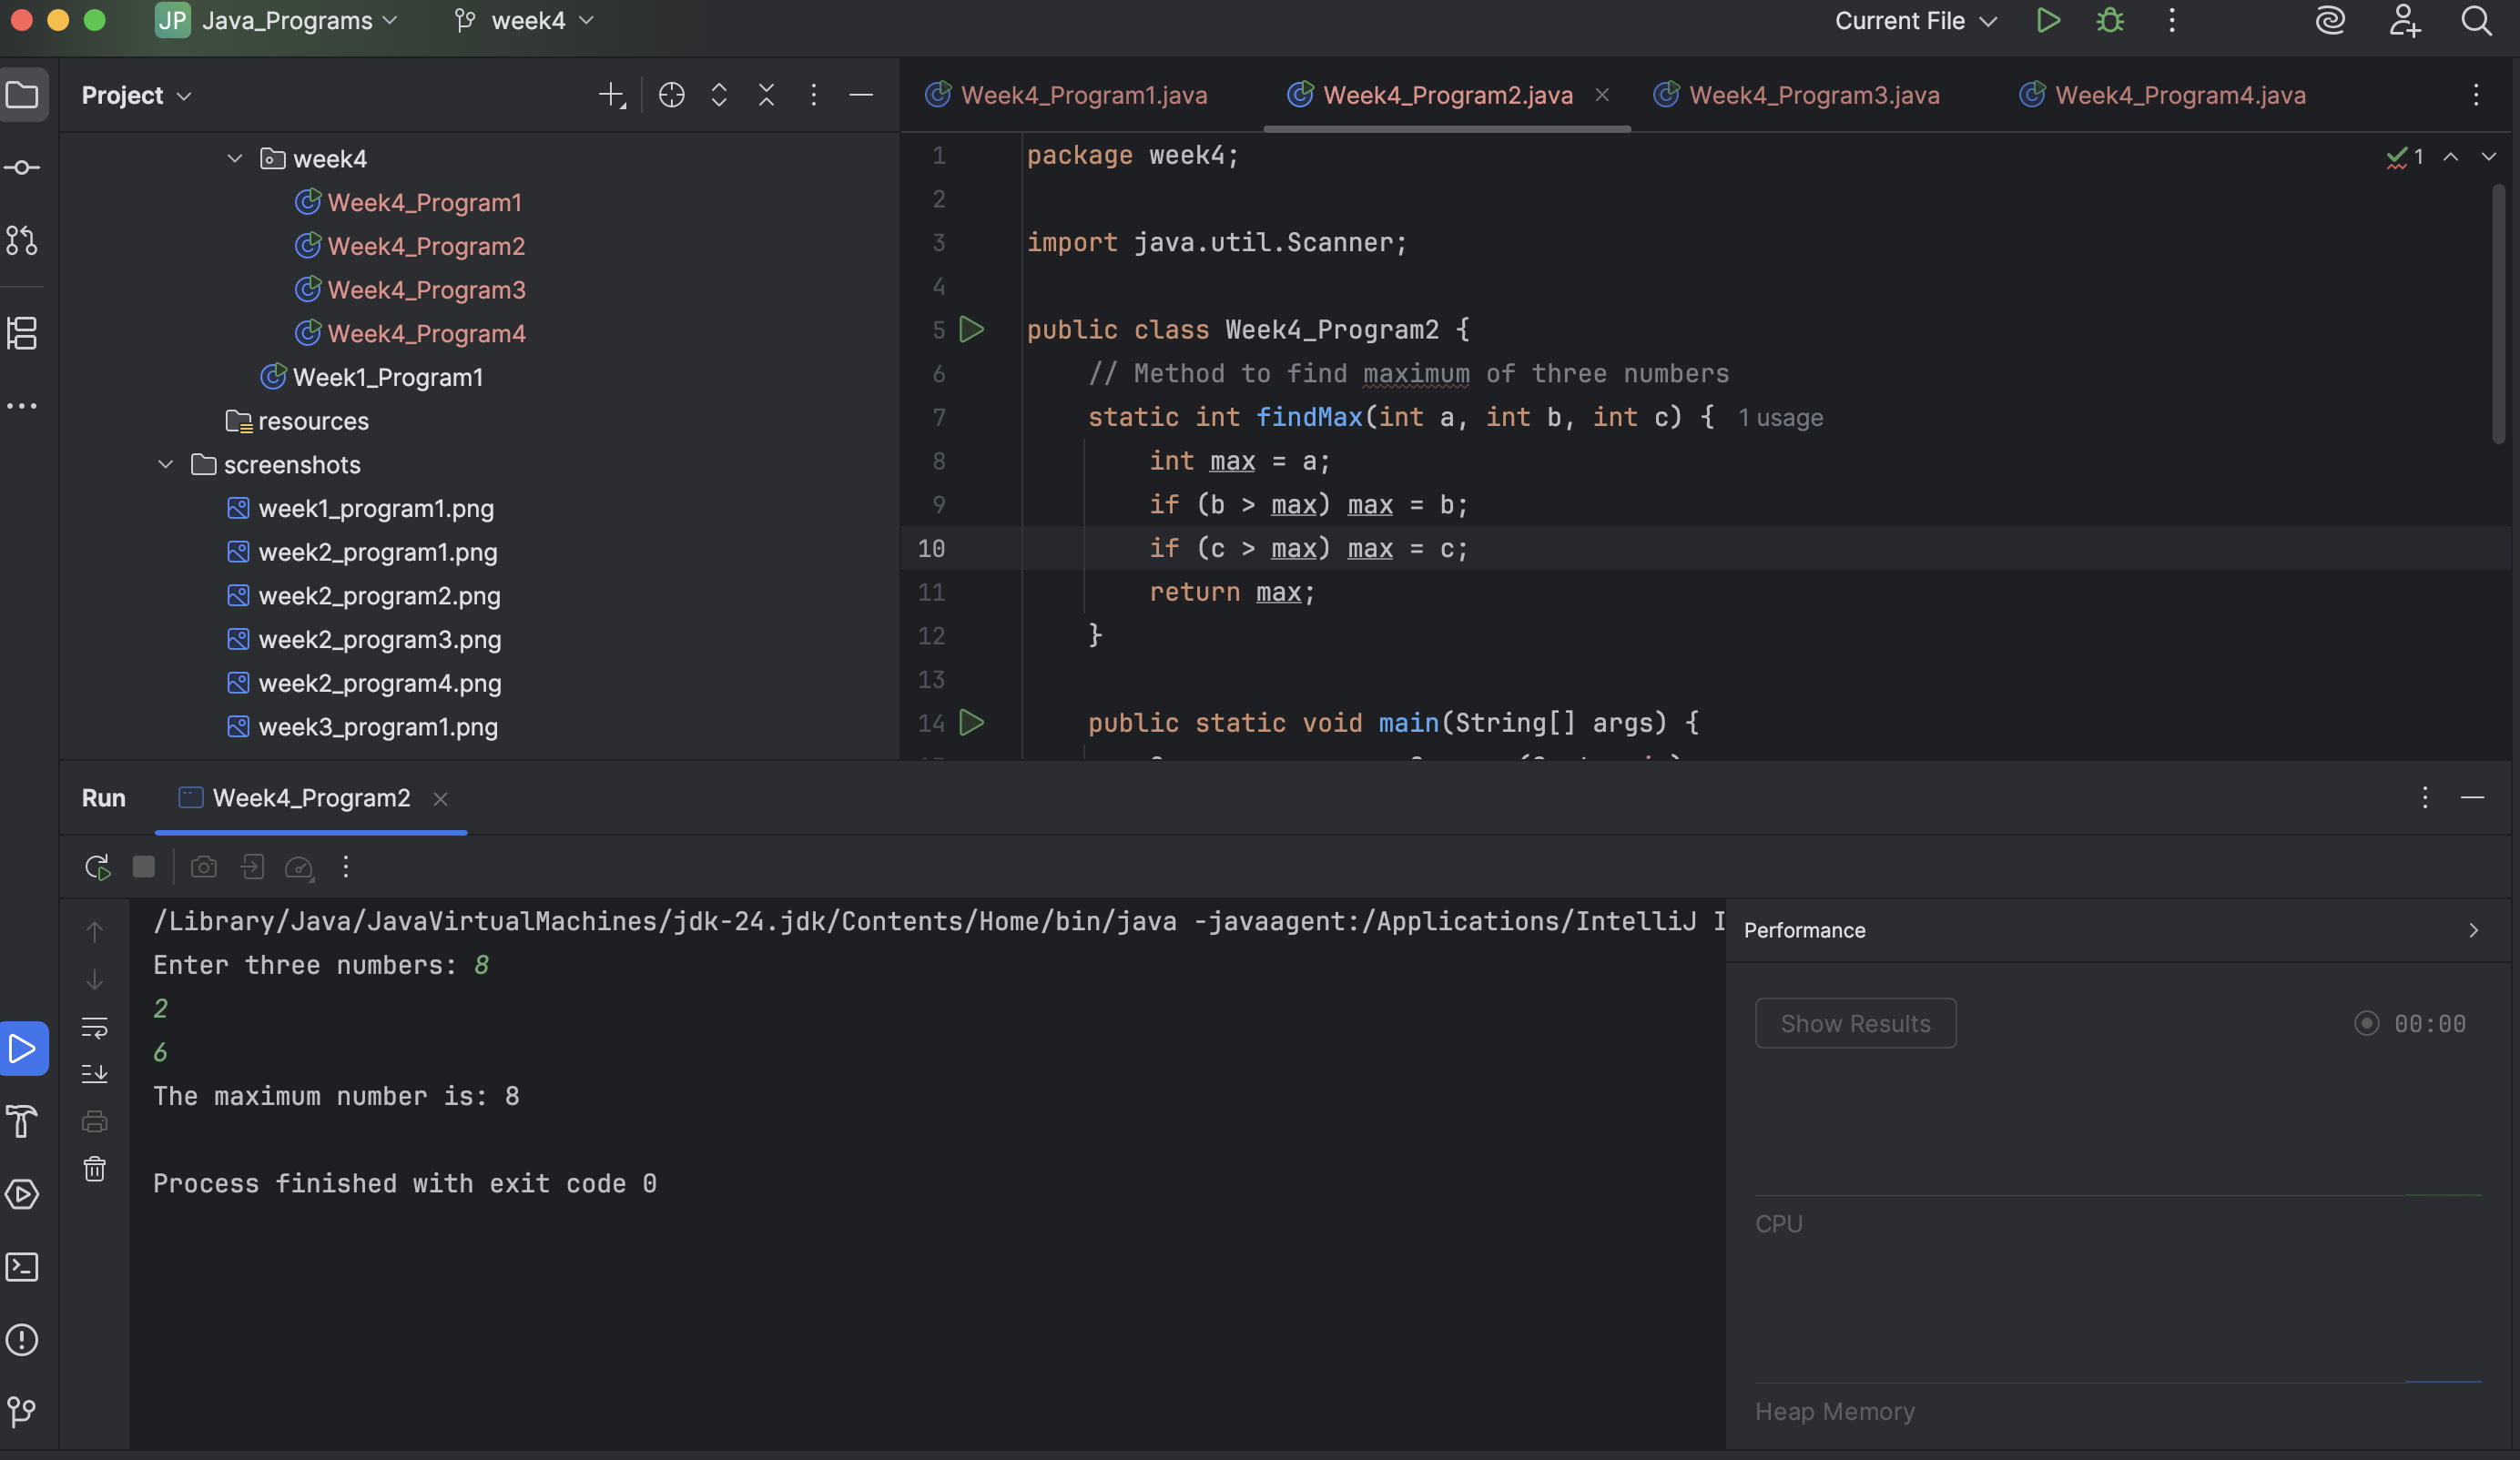 JP Java_Programs week4 Current File
Project
week4
Week4_Program1
Week4_Program2
Week4_Program3
Week4_Program4
Week1_Program1
resources
screenshots
week1_program1.png
week2_program1.png
week2_program2.png
week2_program3.png
week2_program4.png
week3_program1.png
Week4_Program1.java Week4_Program2.java Week4_Program3.java Week4_Program4.java
1 package week4; 1
2
3 import java.util.Scanner;
4
5 public class Week4_Program2 {
6 // Method to find maximum of three numbers
7 static int findMax(int a, int b, int c) { 1 usage
8 int max = a;
9 if (b > max) max = b;
10 if (c > max) max = c;
11 return max;
12 }
13
14 public static void main(String[] args) {
Run Week4_Program2
/Library/Java/JavaVirtualMachines/jdk-24.jdk/Contents/Home/bin/java -javaagent:/Applications/IntelliJ I
Enter three numbers: 8
2
6
The maximum number is: 8
Process finished with exit code 0
Performance
Show Results 00:00
CPU
Heap Memory